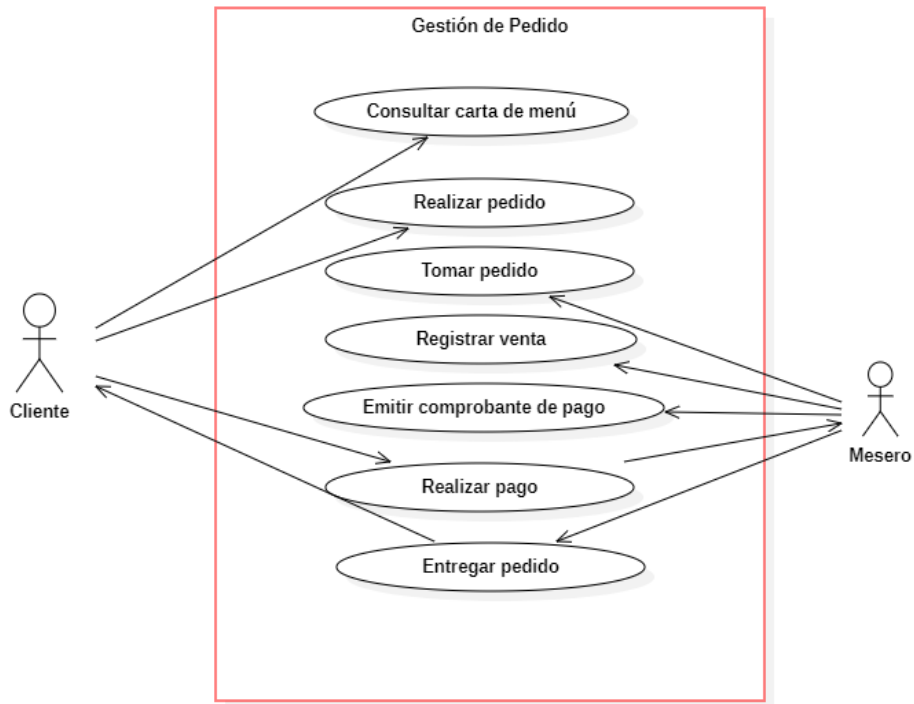 Gestión de Pedido
Consultar carta de menú
Realizar pedido
Tomar pedido
Registrar venta
Emitir comprobante de pago
Realizar pago
Entregar pedido
Cliente
Mesero